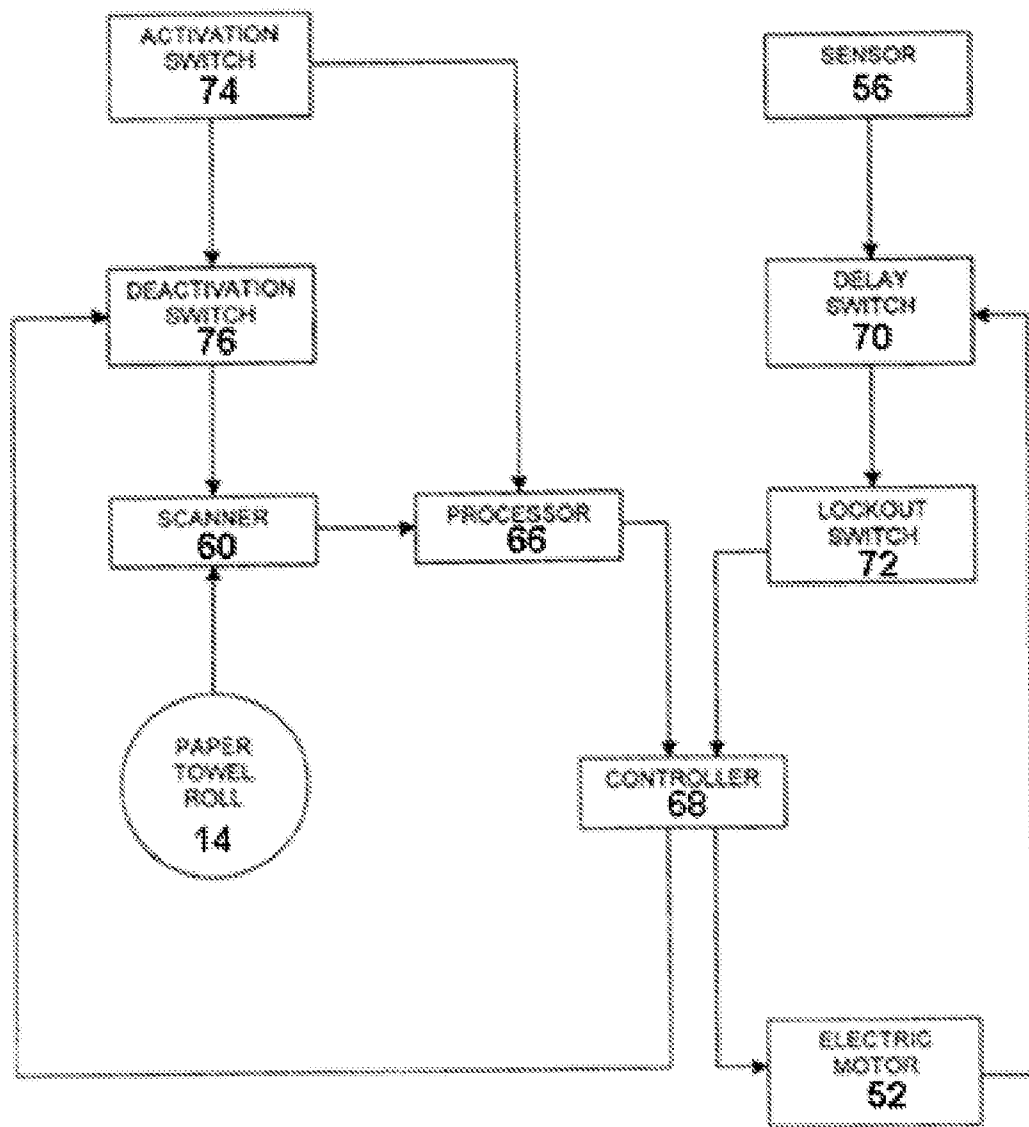 ACTIVATION
SWITCH
74
SENSOR
56
DEACTIVATION
SWITCH
76
DELAY
SWITCH
70
SCANNER
60
PROCESSOR
66
LOCKOUT
SWITCH
72
PAPER
TOWEL
ROLL
14
CONTROLLER
68
ELECTRIC
MOTOR
52